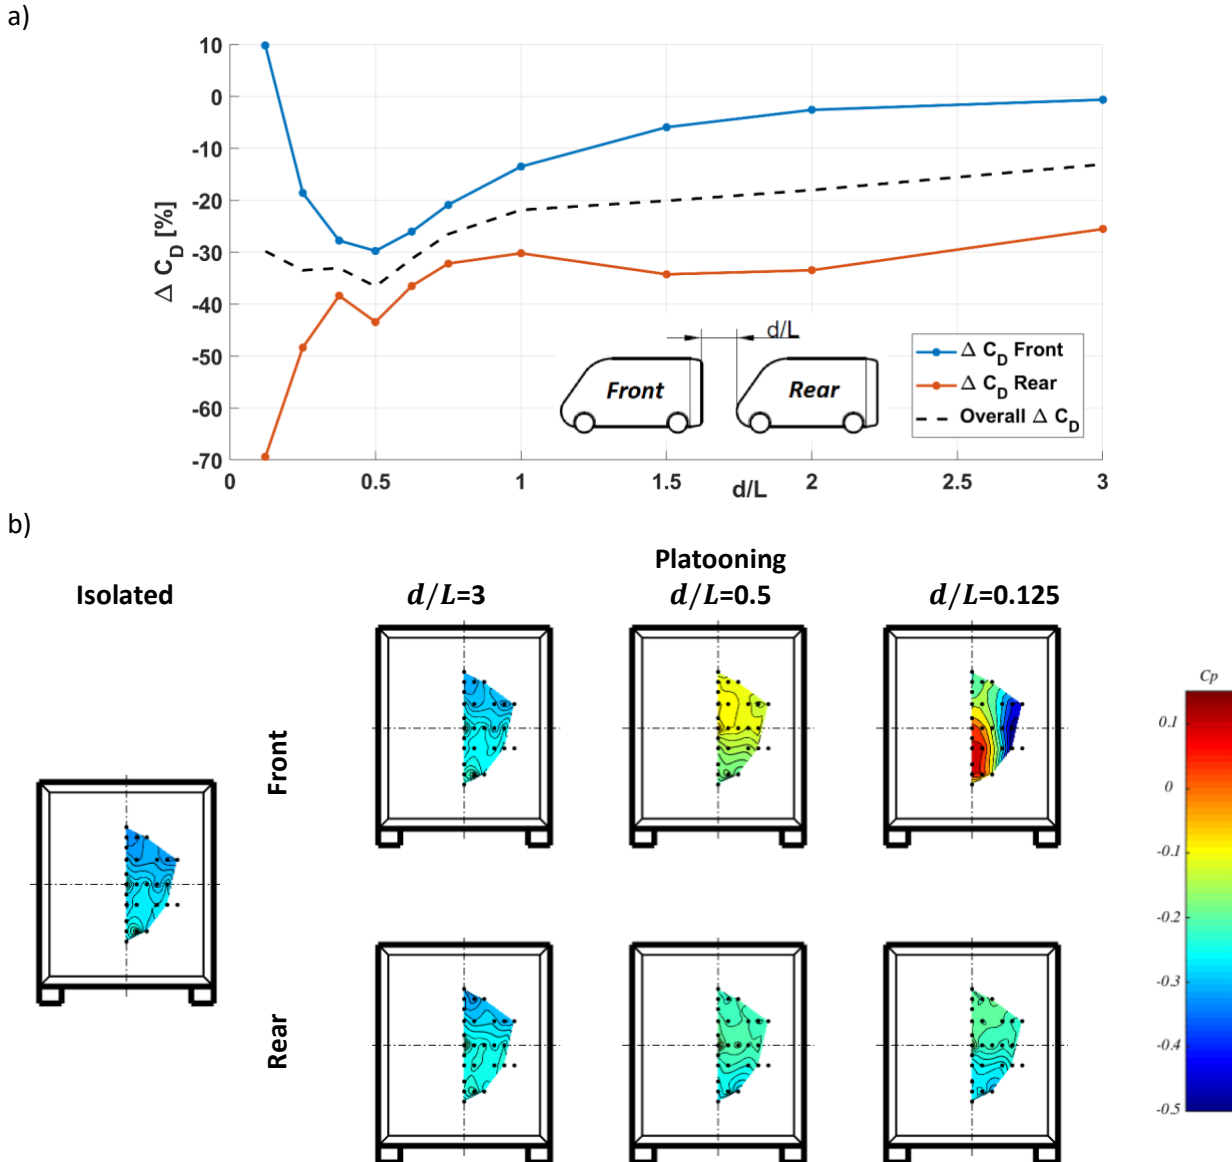 a)
10
0
-10
-20
-30
-40
-50
-60
-70
Δ C_D [%]
0
0.5
1
1.5
2
2.5
3
d/L
d/L
Front
Rear
Δ C_D Front
Δ C_D Rear
Overall Δ C_D
b)
Platooning
Isolated
d/L=3
d/L=0.5
d/L=0.125
Front
Rear
Cp
0.1
0
-0.1
-0.2
-0.3
-0.4
-0.5